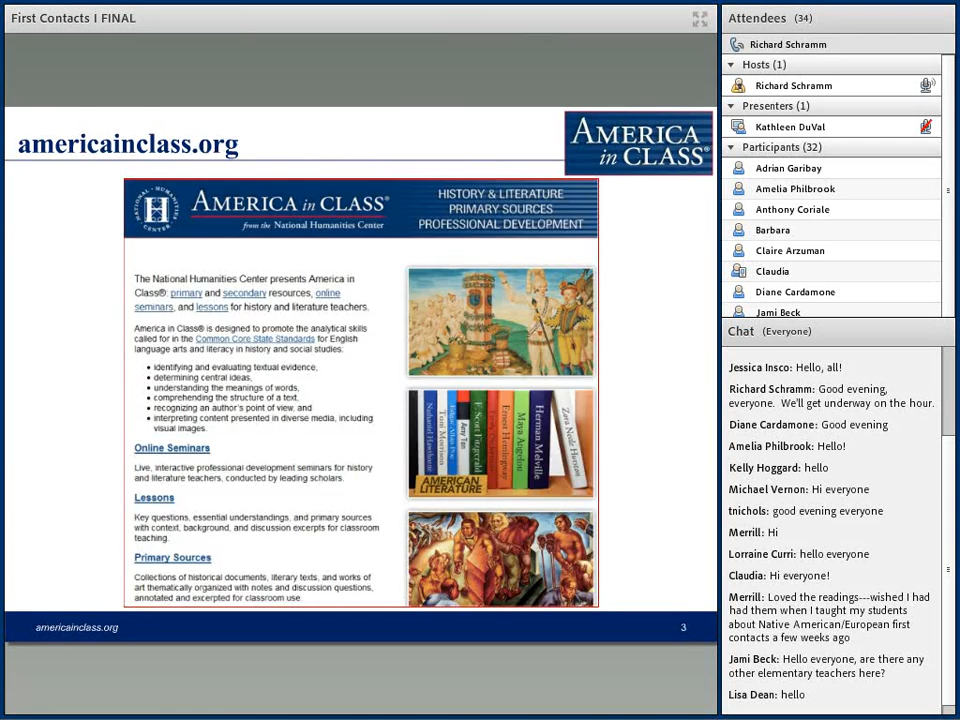 First Contacts I FINAL
americainclass.org
AMERICA
in CLASS®
NATIONAL HUMANITIES CENTER
AMERICA in CLASS®
from the National Humanities Center
HISTORY & LITERATURE
PRIMARY SOURCES
PROFESSIONAL DEVELOPMENT
The National Humanities Center presents America in
Class®: primary and secondary resources, online
seminars, and lessons for history and literature teachers.
America in Class® is designed to promote the analytical skills
called for in the Common Core State Standards for English
language arts and literacy in history and social studies:
• identifying and evaluating textual evidence,
• determining central ideas,
• understanding the meanings of words,
• comprehending the structure of a text,
• recognizing an author's point of view, and
• interpreting content presented in diverse media, including
visual images.
Online Seminars
Live, interactive professional development seminars for history
and literature teachers, conducted by leading scholars.
Lessons
Key questions, essential understandings, and primary sources
with context, background, and discussion excerpts for classroom
teaching.
Primary Sources
Collections of historical documents, literary texts, and works of
art thematically organized with notes and discussion questions,
annotated and excerpted for classroom use
Nathaniel Hawthorne
Toni Morrison
Edgar Allan Poe
Amy Tan
F. Scott Fitzgerald
Ernest Hemingway
Maya Angelou
Herman Melville
Zora Neale Hurston
AMERICAN
LITERATURE
americainclass.org
3
Attendees (34)
Richard Schramm
Hosts (1)
Richard Schramm
Presenters (1)
Kathleen DuVal
Participants (32)
Adrian Garibay
Amelia Philbrook
Anthony Coriale
Barbara
Claire Arzuman
Claudia
Diane Cardamone
Jami Beck
Chat (Everyone)
Jessica Insco: Hello, all!
Richard Schramm: Good evening,
everyone. We'll get underway on the hour.
Diane Cardamone: Good evening
Amelia Philbrook: Hello!
Kelly Hoggard: hello
Michael Vernon: Hi everyone
tnichols: good evening everyone
Merrill: Hi
Lorraine Curri: hello everyone
Claudia: Hi everyone!
Merrill: Loved the readings---wished I had
had them when I taught my students
about Native American/European first
contacts a few weeks ago
Jami Beck: Hello everyone, are there any
other elementary teachers here?
Lisa Dean: hello